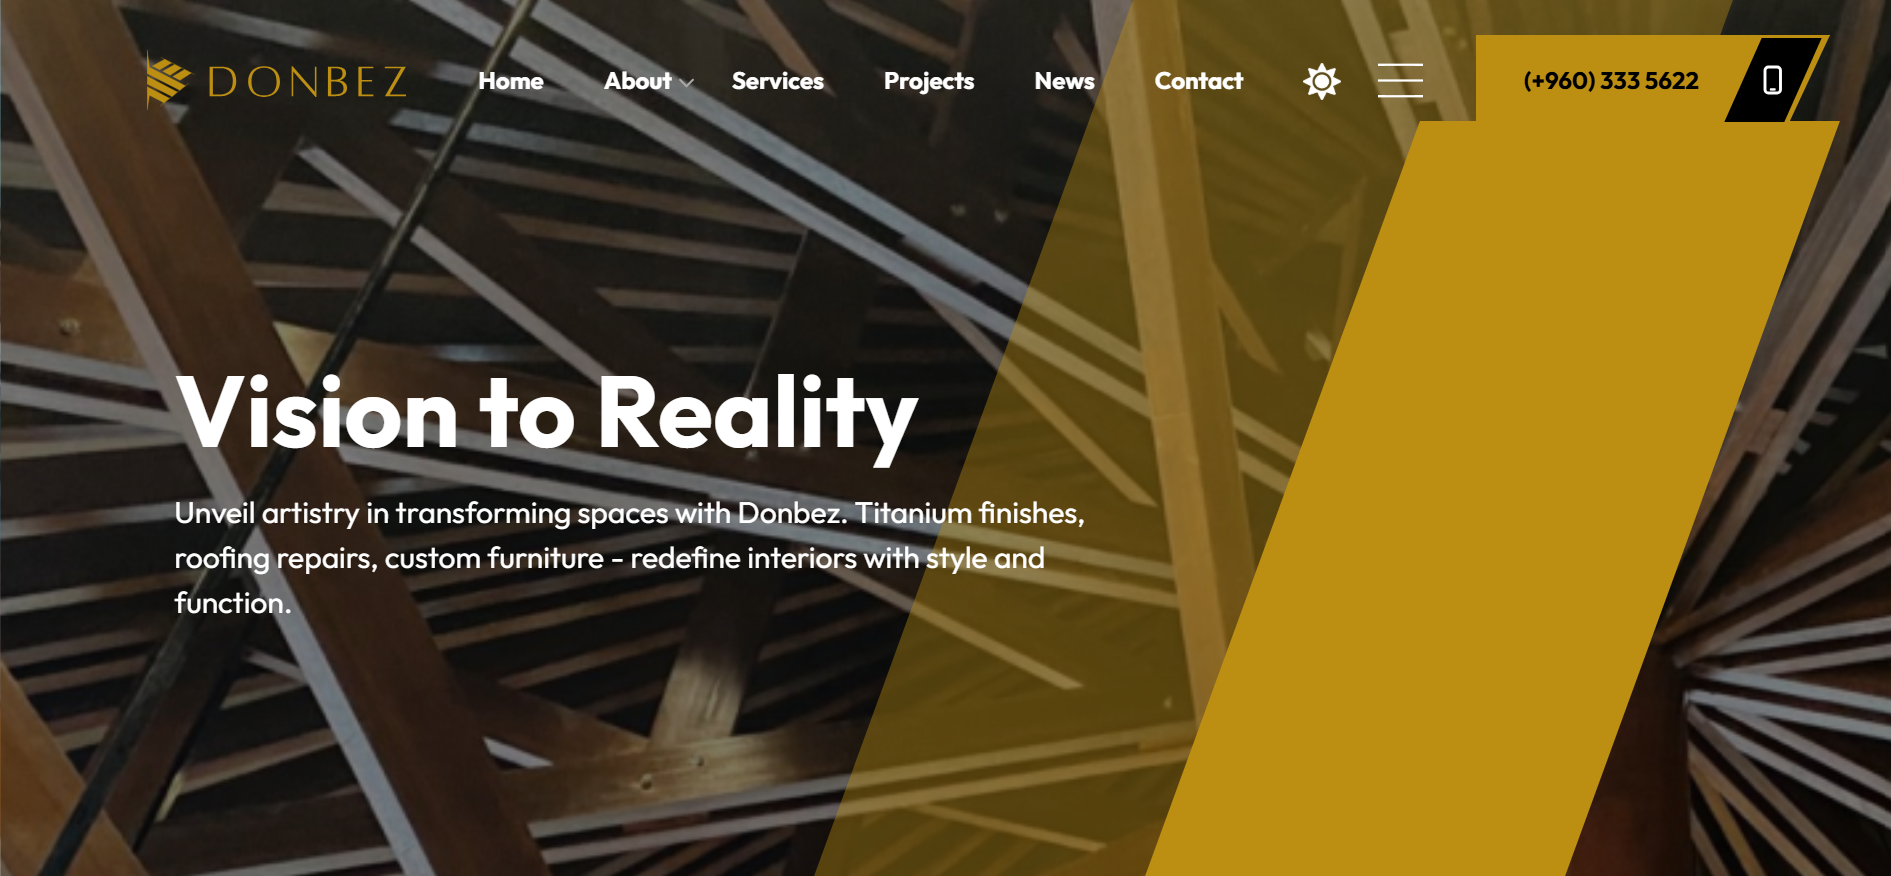 DONBEZ
Home About Services Projects News Contact
(+960) 333 5622
Vision to Reality
Unveil artistry in transforming spaces with Donbez. Titanium finishes,
roofing repairs, custom furniture - redefine interiors with style and
function.